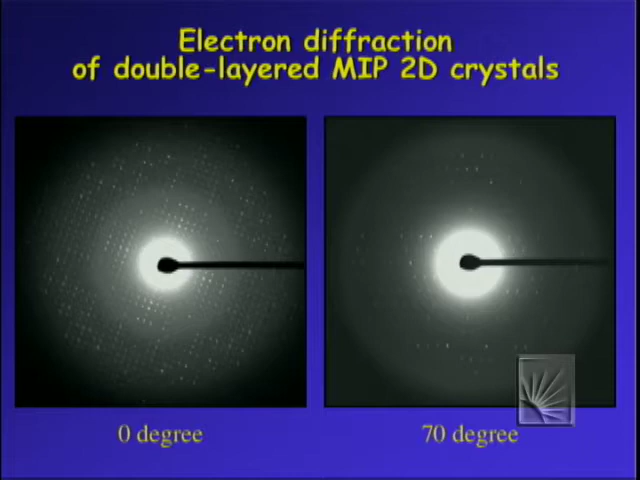 Electron diffraction
of double-layered MIP 2D crystals
0 degree
70 degree